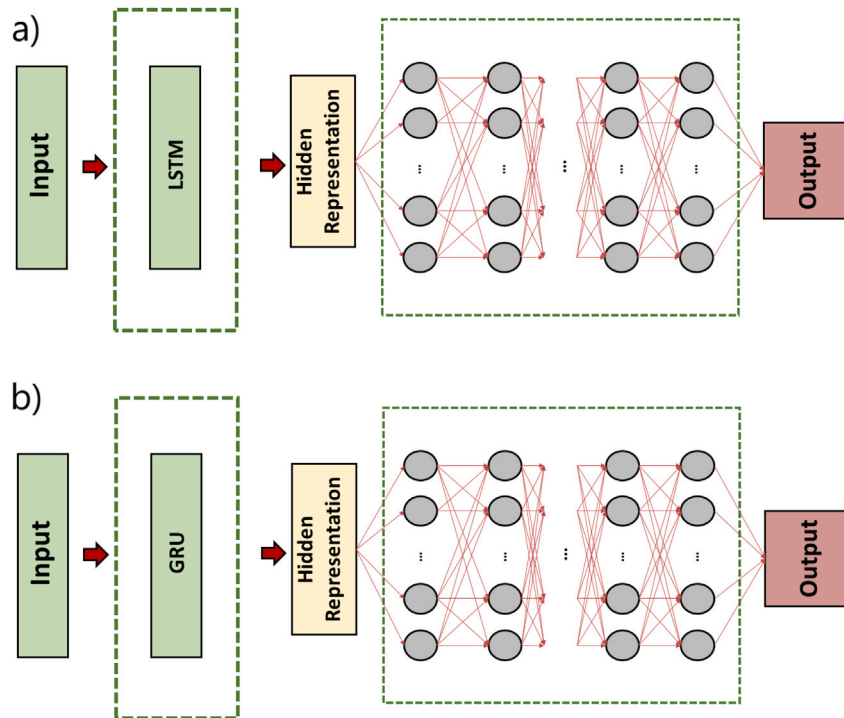 a)
Input
LSTM
Hidden
Representation
...
...
...
...
...
Output
b)
Input
GRU
Hidden
Representation
...
...
...
...
...
Output